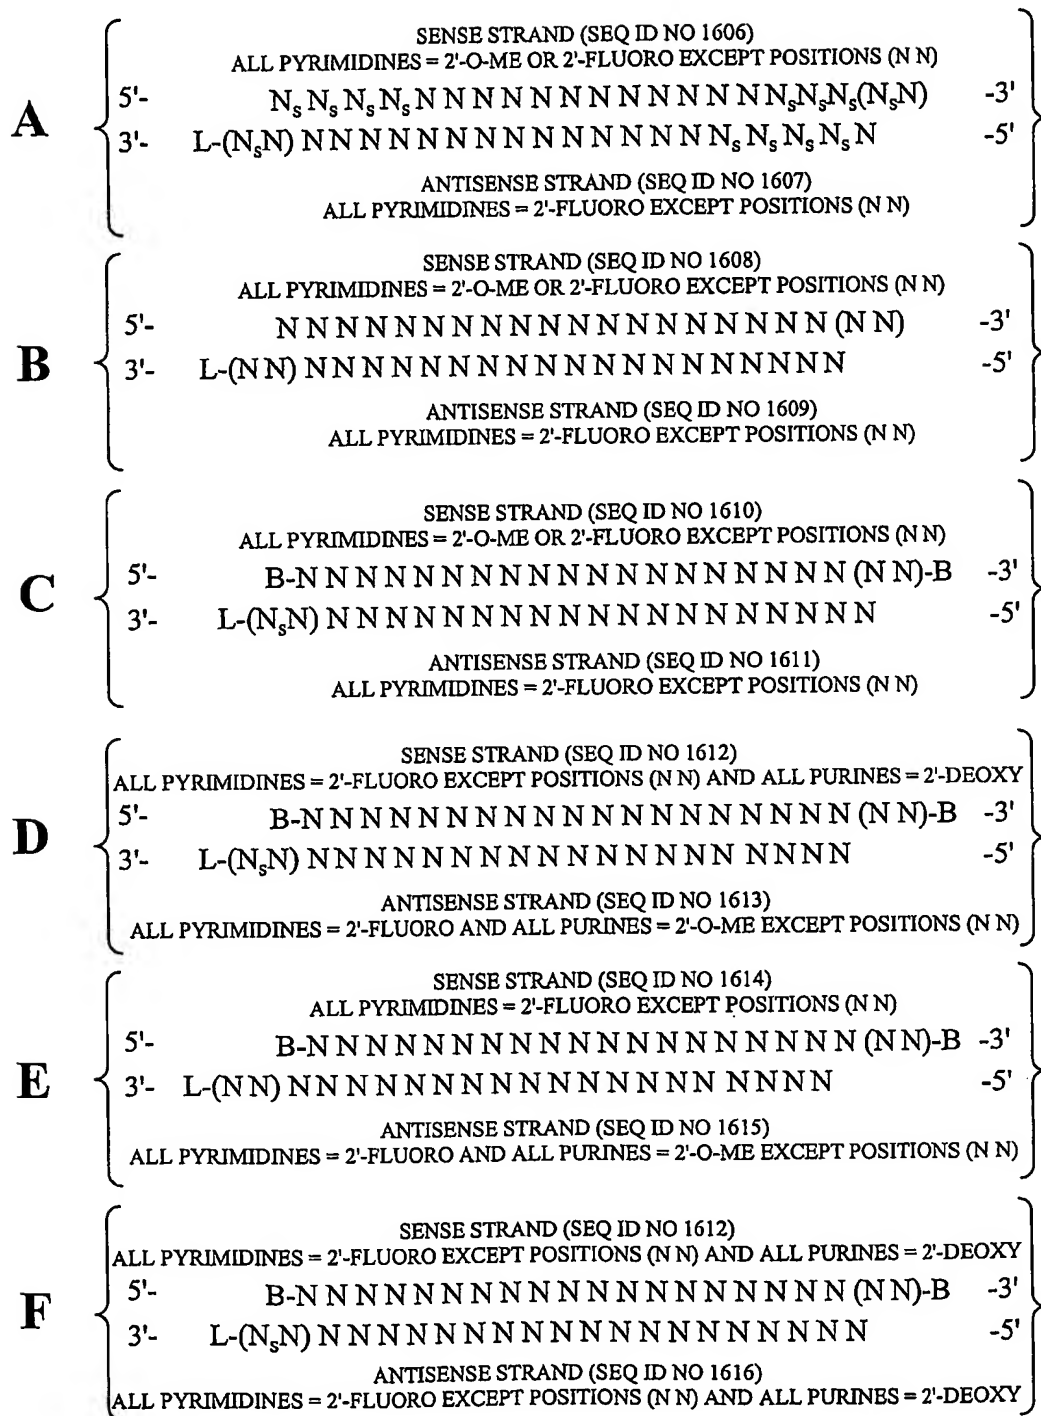 A
SENSE STRAND (SEQ ID NO 1606)
ALL PYRIMIDINES = 2'-O-ME OR 2'-FLUORO EXCEPT POSITIONS (N N)
5'- NsNsNsNsN N N N N N N N N N N N NsNsNs(NsN) -3'
3'- L-(NsN) N N N N N N N N N N N N N N Ns Ns Ns Ns N -5'
ANTISENSE STRAND (SEQ ID NO 1607)
ALL PYRIMIDINES = 2'-FLUORO EXCEPT POSITIONS (N N)
B
SENSE STRAND (SEQ ID NO 1608)
ALL PYRIMIDINES = 2'-O-ME OR 2'-FLUORO EXCEPT POSITIONS (N N)
5'- N N N N N N N N N N N N N N N N N N N (N N) -3'
3'- L-(N N) N N N N N N N N N N N N N N N N N N N -5'
ANTISENSE STRAND (SEQ ID NO 1609)
ALL PYRIMIDINES = 2'-FLUORO EXCEPT POSITIONS (N N)
C
SENSE STRAND (SEQ ID NO 1610)
ALL PYRIMIDINES = 2'-O-ME OR 2'-FLUORO EXCEPT POSITIONS (N N)
5'- B-N N N N N N N N N N N N N N N N N N N (N N)-B -3'
3'- L-(NsN) N N N N N N N N N N N N N N N N N N N -5'
ANTISENSE STRAND (SEQ ID NO 1611)
ALL PYRIMIDINES = 2'-FLUORO EXCEPT POSITIONS (N N)
D
SENSE STRAND (SEQ ID NO 1612)
ALL PYRIMIDINES = 2'-FLUORO EXCEPT POSITIONS (N N) AND ALL PURINES = 2'-DEOXY
5'- B-N N N N N N N N N N N N N N N N N N N (N N)-B -3'
3'- L-(NsN) N N N N N N N N N N N N N N N N N N N -5'
ANTISENSE STRAND (SEQ ID NO 1613)
ALL PYRIMIDINES = 2'-FLUORO AND ALL PURINES = 2'-O-ME EXCEPT POSITIONS (N N)
E
SENSE STRAND (SEQ ID NO 1614)
ALL PYRIMIDINES = 2'-FLUORO EXCEPT POSITIONS (N N)
5'- B-N N N N N N N N N N N N N N N N N N N (N N)-B -3'
3'- L-(N N) N N N N N N N N N N N N N N N N N N N -5'
ANTISENSE STRAND (SEQ ID NO 1615)
ALL PYRIMIDINES = 2'-FLUORO AND ALL PURINES = 2'-O-ME EXCEPT POSITIONS (N N)
F
SENSE STRAND (SEQ ID NO 1612)
ALL PYRIMIDINES = 2'-FLUORO EXCEPT POSITIONS (N N) AND ALL PURINES = 2'-DEOXY
5'- B-N N N N N N N N N N N N N N N N N N N (N N)-B -3'
3'- L-(NsN) N N N N N N N N N N N N N N N N N N N -5'
ANTISENSE STRAND (SEQ ID NO 1616)
ALL PYRIMIDINES = 2'-FLUORO EXCEPT POSITIONS (N N) AND ALL PURINES = 2'-DEOXY